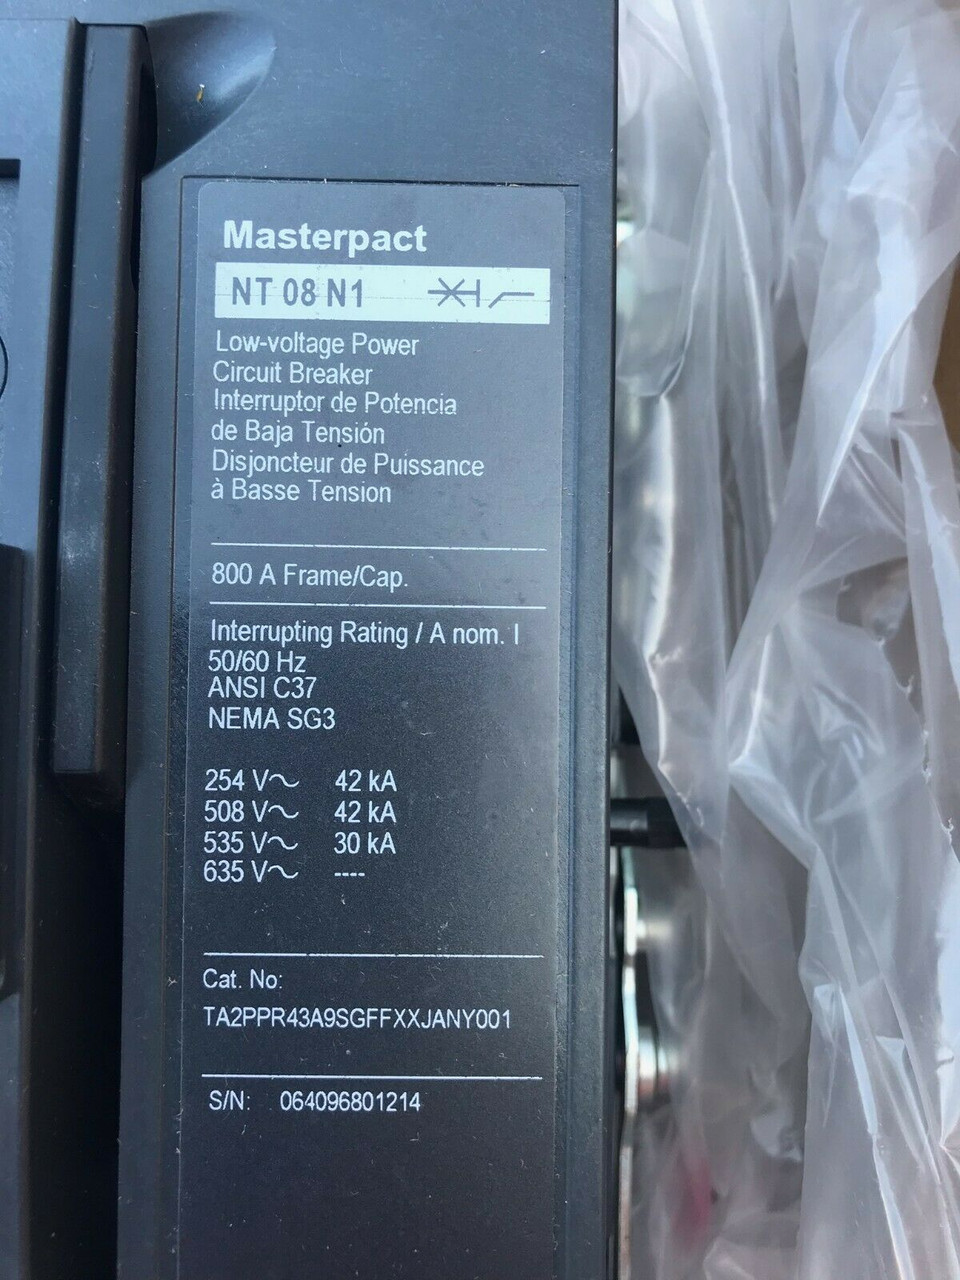 Masterpact
NT 08 N1
Low-voltage Power
Circuit Breaker
Interruptor de Potencia
de Baja Tensión
Disjoncteur de Puissance
à Basse Tension
800 A Frame/Cap.
Interrupting Rating / A nom. I
50/60 Hz
ANSI C37
NEMA SG3
254 V~ 42 kA
508 V~ 42 kA
535 V~ 30 kA
635 V~ ----
Cat. No:
TA2PPR43A9SGFFXXJANY001
S/N: 064096801214